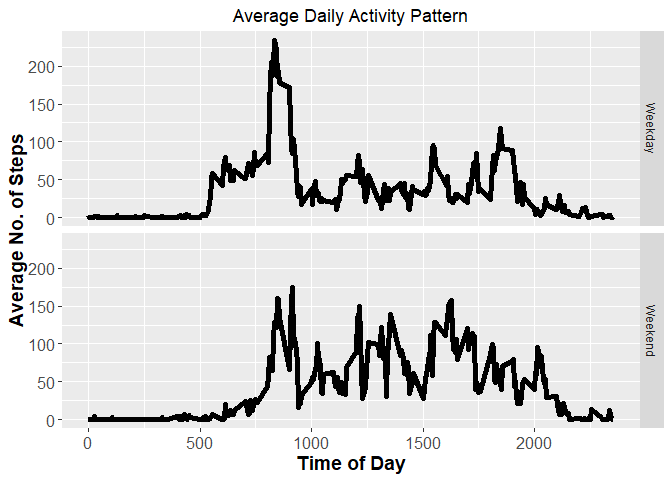 Average Daily Activity Pattern
200
150
100
50
0
Weekday
200
150
100
50
0
Weekend
Average No. of Steps
0 500 1000 1500 2000
Time of Day